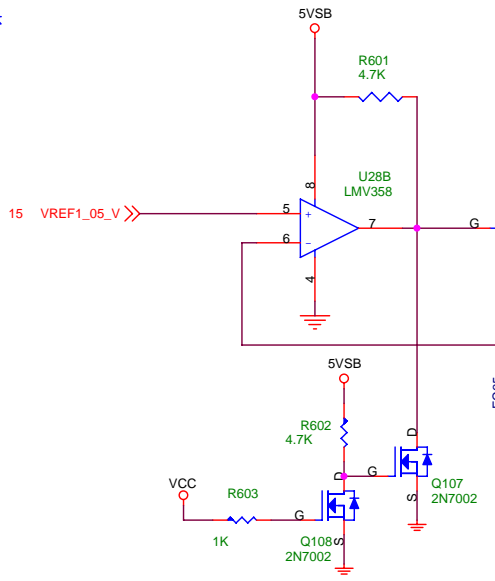 5VSB
R601
4.7K
U28B
LMV358
8
15 VREF1_05_V
5
+
7
G
6
-
4
5VSB
R602
4.7K
D
D
G
VCC
R603
Q107
2N7002
S
G
1K
Q108
2N7002
S